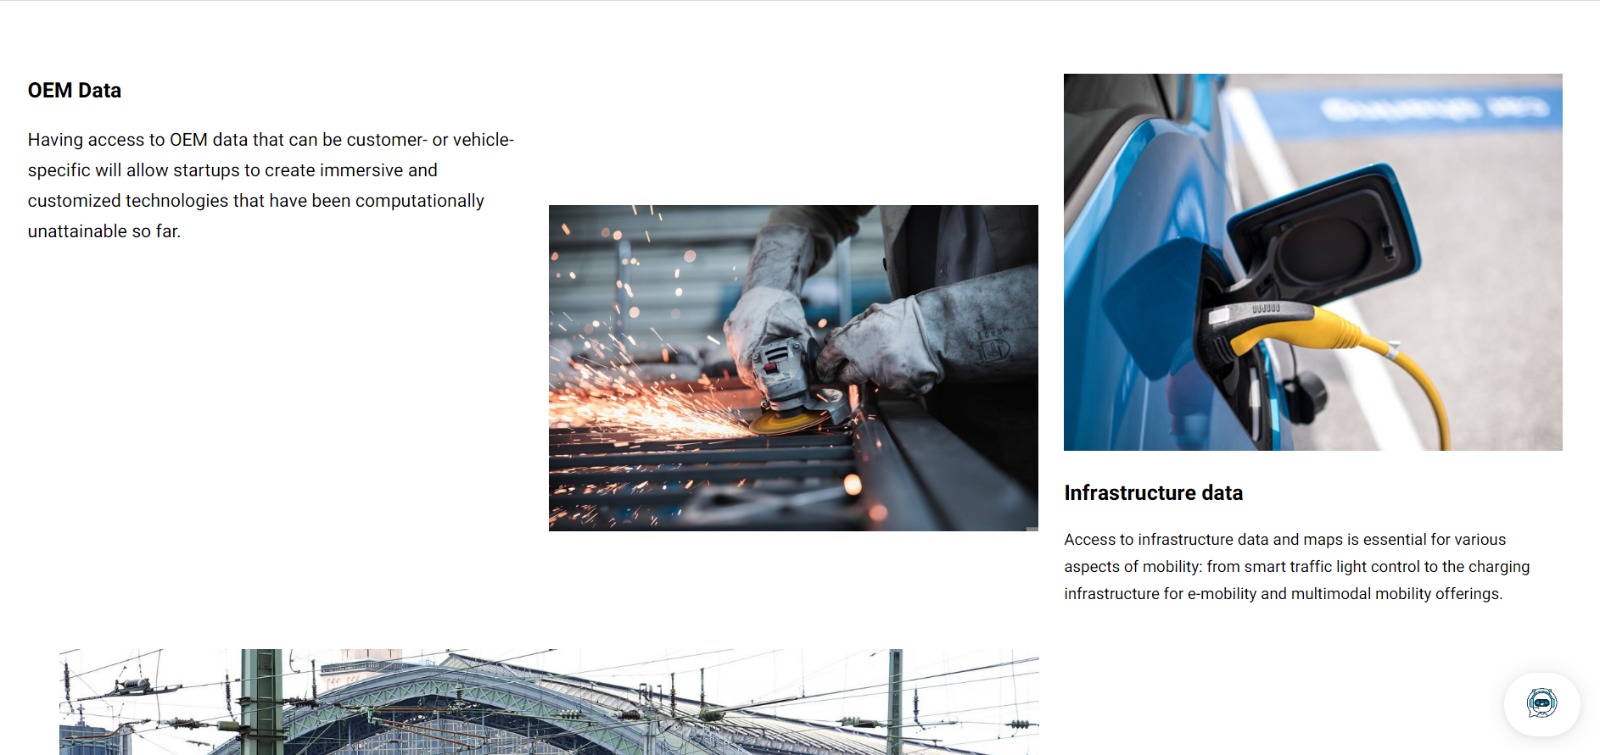 OEM Data
Having access to OEM data that can be customer- or vehicle-
specific will allow startups to create immersive and
customized technologies that have been computationally
unattainable so far.
car sharing
Infrastructure data
Access to infrastructure data and maps is essential for various
aspects of mobility: from smart traffic light control to the charging
infrastructure for e-mobility and multimodal mobility offerings.